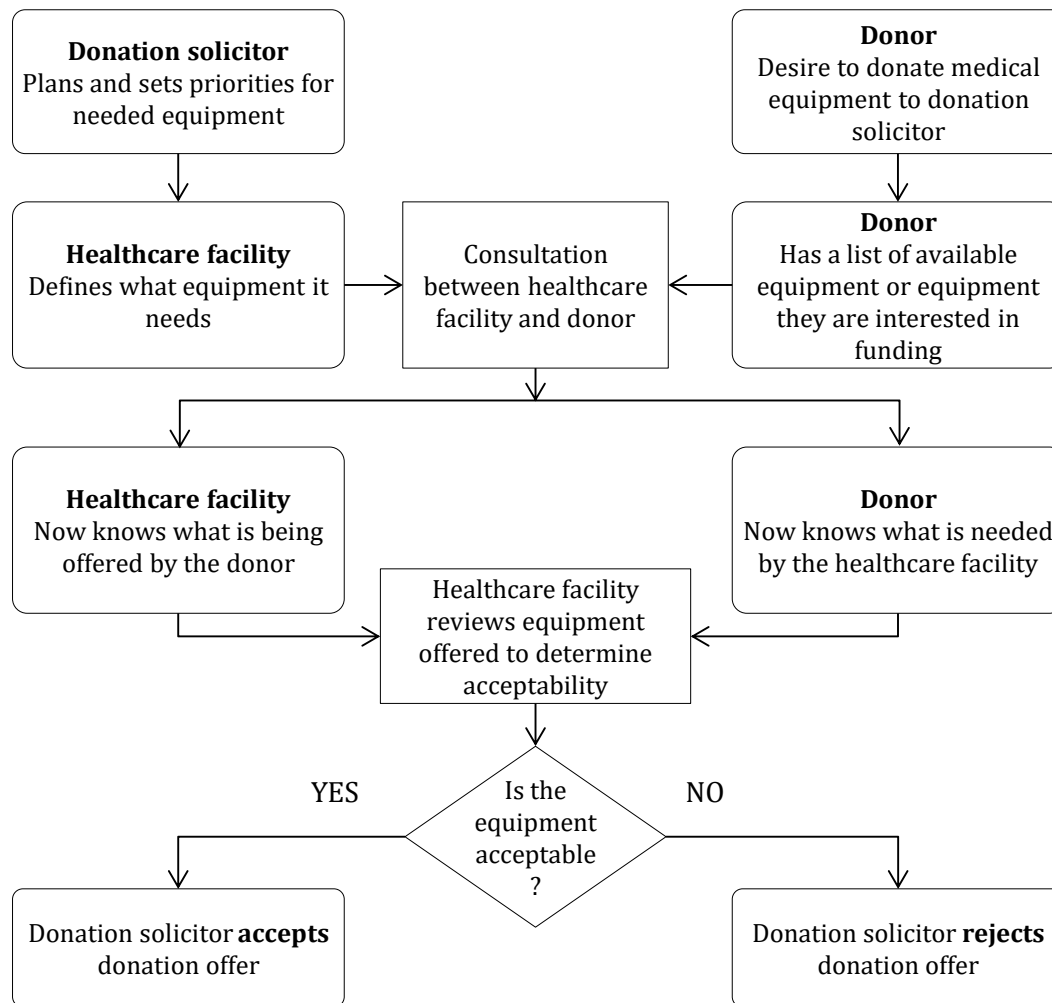 Donation solicitor
Plans and sets priorities for
needed equipment
Donor
Desire to donate medical
equipment to donation
solicitor
Healthcare facility
Defines what equipment it
needs
Consultation
between healthcare
facility and donor
Donor
Has a list of available
equipment or equipment
they are interested in
funding
Healthcare facility
Now knows what is being
offered by the donor
Donor
Now knows what is needed
by the healthcare facility
Healthcare facility
reviews equipment
offered to determine
acceptability
YES
Is the
equipment
acceptable
?
NO
Donation solicitor accepts
donation offer
Donation solicitor rejects
donation offer